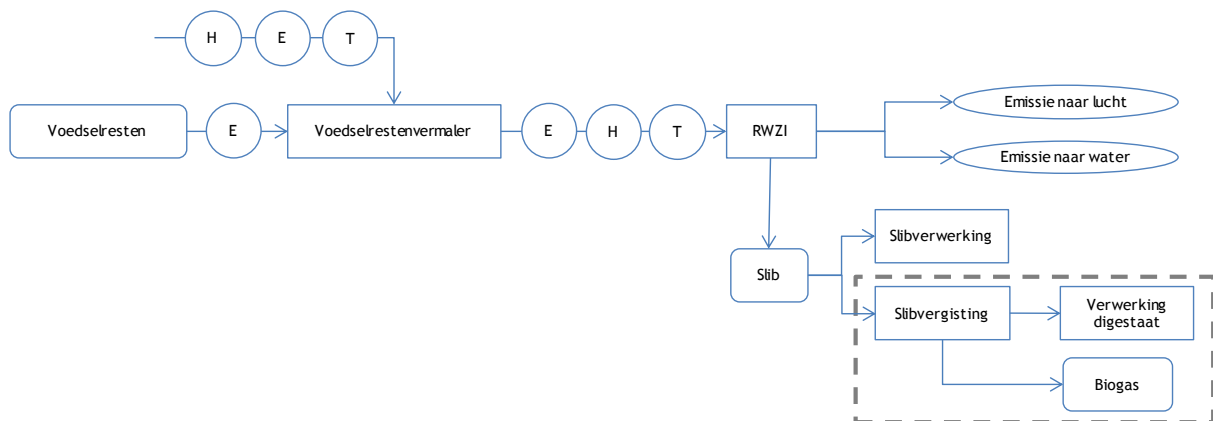 H
E
T
Voedselresten
E
Voedselrestenvermaler
E
H
T
RWZI
Emissie naar lucht
Emissie naar water
Slib
Slibverwerking
Slibvergisting
Verwerking
digestaat
Biogas